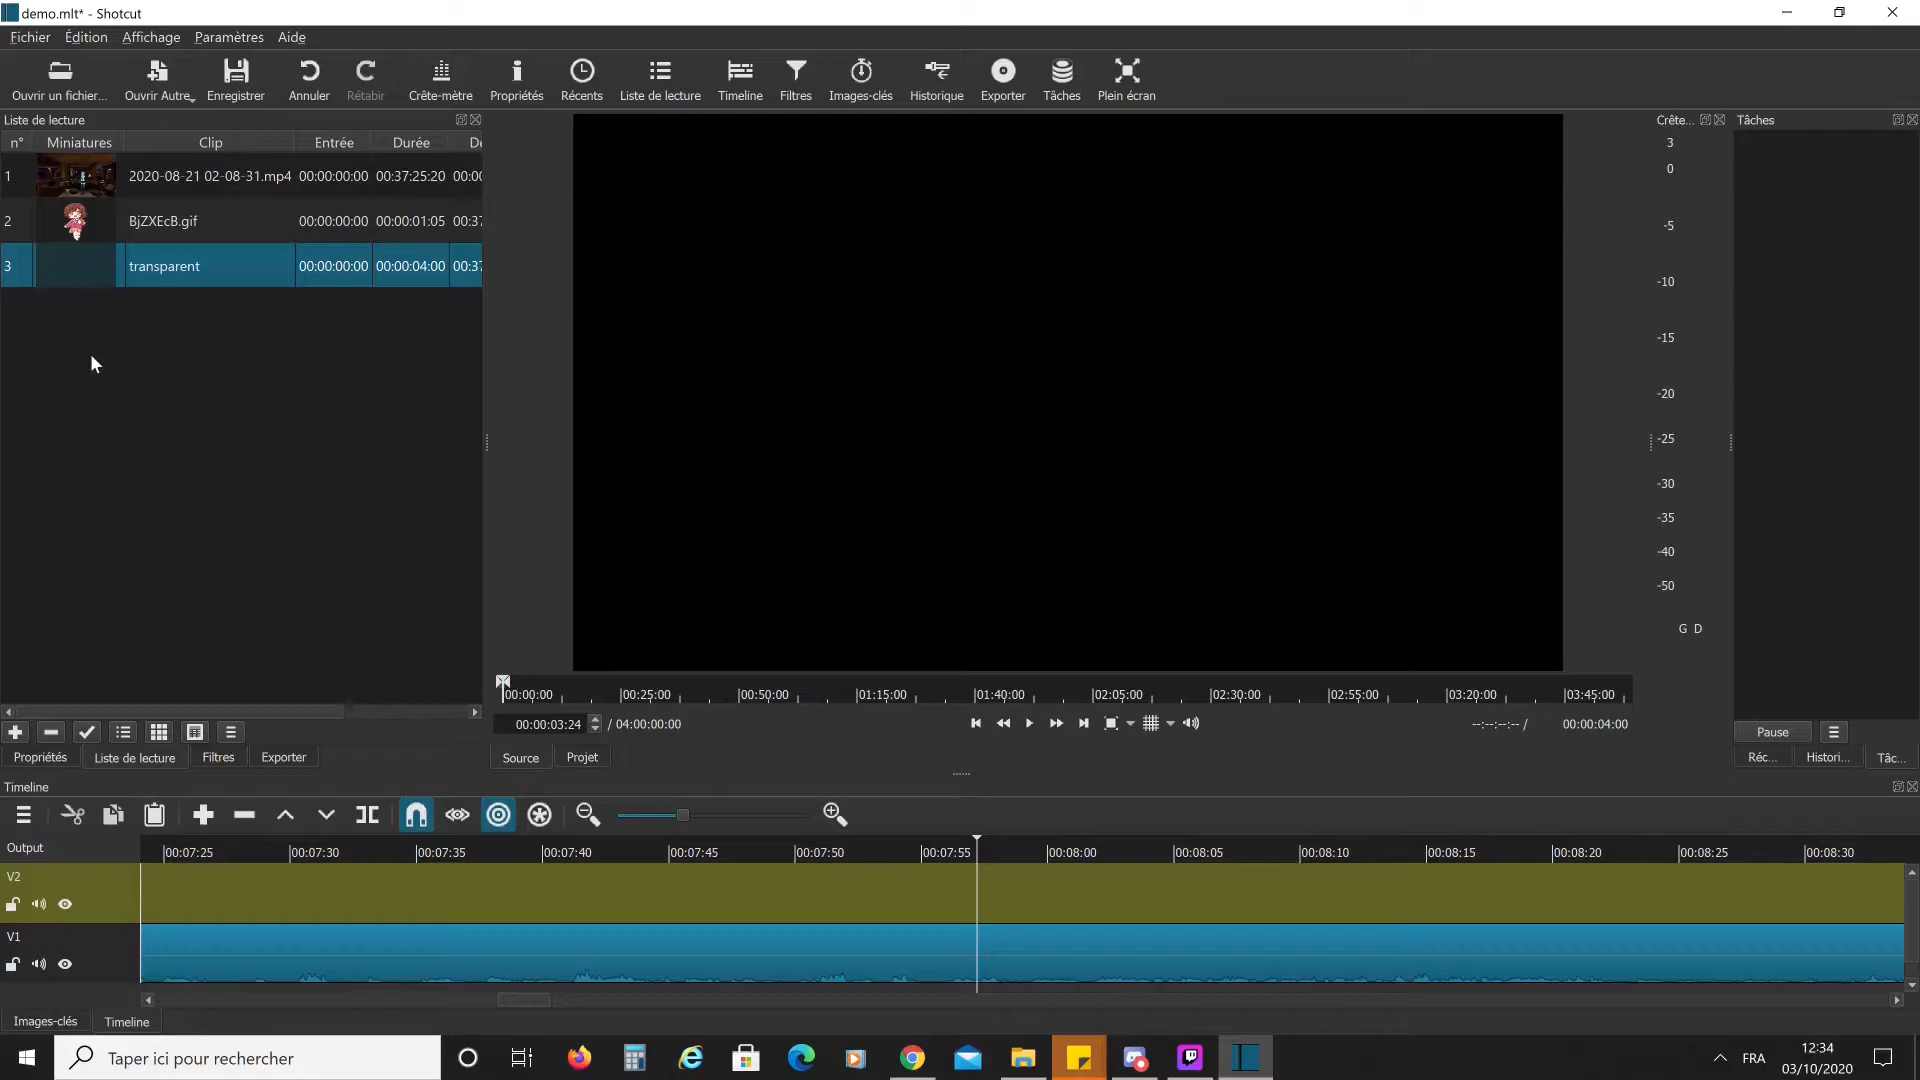 demo.mlt* - Shotcut
Fichier Édition Affichage Paramètres Aide
Ouvrir un fichier... Ouvrir Autre... Enregistrer Annuler Rétabir Crête-mètre Propriétés Récents Liste de lecture Timeline Filtres Images-clés Historique Exporter Tâches Plein écran
Liste de lecture
n° Miniatures Clip Entrée Durée
1 2020-08-21 02-08-31.mp4 00:00:00:00 00:37:25:20 00:0
2 BjZXEcB.gif 00:00:00:00 00:00:01:05 00:37
3 transparent 00:00:00:00 00:00:04:00 00:37
Propriétés Liste de lecture Filtres Exporter
00:00:00 00:25:00 00:50:00 01:15:00 01:40:00 02:05:00 02:30:00 02:55:00 03:20:00 03:45:00
00:00:03:24 / 04:00:00:00 --:--:--:-- / 00:00:04:00
Source Projet
Crête...
3
0
-5
-10
-15
-20
-25
-30
-35
-40
-50
G D
Tâches
Pause
Réc... Histori... Tâc...
Timeline
Output
00:07:25 00:07:30 00:07:35 00:07:40 00:07:45 00:07:50 00:07:55 00:08:00 00:08:05 00:08:10 00:08:15 00:08:20 00:08:25 00:08:30
V2
V1
Images-clés Timeline
Taper ici pour rechercher
FRA
12:34
03/10/2020